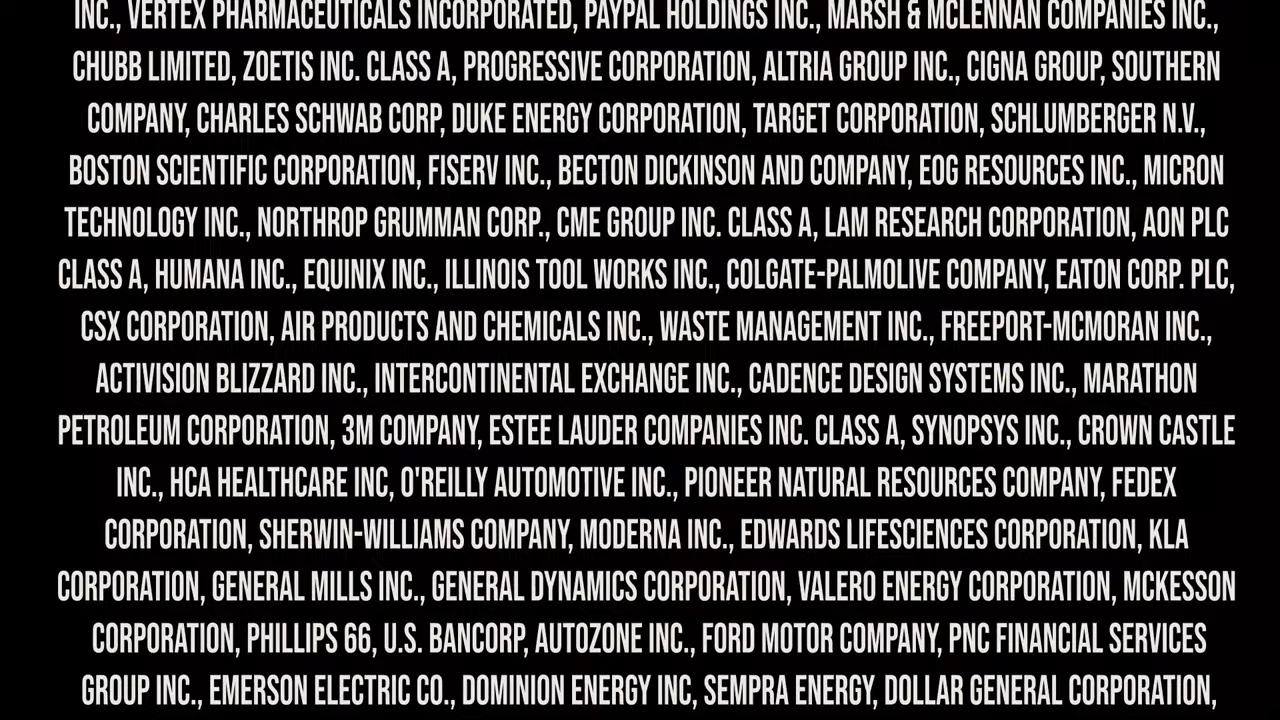 INC., VERTEX PHARMACEUTICALS INCORPORATED, PAYPAL HOLDINGS INC., MARSH & MCLENNAN COMPANIES INC.,
CHUBB LIMITED, ZOETIS INC. CLASS A, PROGRESSIVE CORPORATION, ALTRIA GROUP INC., CIGNA GROUP, SOUTHERN
COMPANY, CHARLES SCHWAB CORP, DUKE ENERGY CORPORATION, TARGET CORPORATION, SCHLUMBERGER N.V.,
BOSTON SCIENTIFIC CORPORATION, FISERV INC., BECTON DICKINSON AND COMPANY, EOG RESOURCES INC., MICRON
TECHNOLOGY INC., NORTHROP GRUMMAN CORP., CME GROUP INC. CLASS A, LAM RESEARCH CORPORATION, AON PLC
CLASS A, HUMANA INC., EQUINIX INC., ILLINOIS TOOL WORKS INC., COLGATE-PALMOLIVE COMPANY, EATON CORP. PLC,
CSX CORPORATION, AIR PRODUCTS AND CHEMICALS INC., WASTE MANAGEMENT INC., FREEPORT-MCMORAN INC.,
ACTIVISION BLIZZARD INC., INTERCONTINENTAL EXCHANGE INC., CADENCE DESIGN SYSTEMS INC., MARATHON
PETROLEUM CORPORATION, 3M COMPANY, ESTEE LAUDER COMPANIES INC. CLASS A, SYNOPSYS INC., CROWN CASTLE
INC., HCA HEALTHCARE INC, O'REILLY AUTOMOTIVE INC., PIONEER NATURAL RESOURCES COMPANY, FEDEX
CORPORATION, SHERWIN-WILLIAMS COMPANY, MODERNA INC., EDWARDS LIFESCIENCES CORPORATION, KLA
CORPORATION, GENERAL MILLS INC., GENERAL DYNAMICS CORPORATION, VALERO ENERGY CORPORATION, MCKESSON
CORPORATION, PHILLIPS 66, U.S. BANCORP, AUTOZONE INC., FORD MOTOR COMPANY, PNC FINANCIAL SERVICES
GROUP INC., EMERSON ELECTRIC CO., DOMINION ENERGY INC, SEMPRA ENERGY, DOLLAR GENERAL CORPORATION,